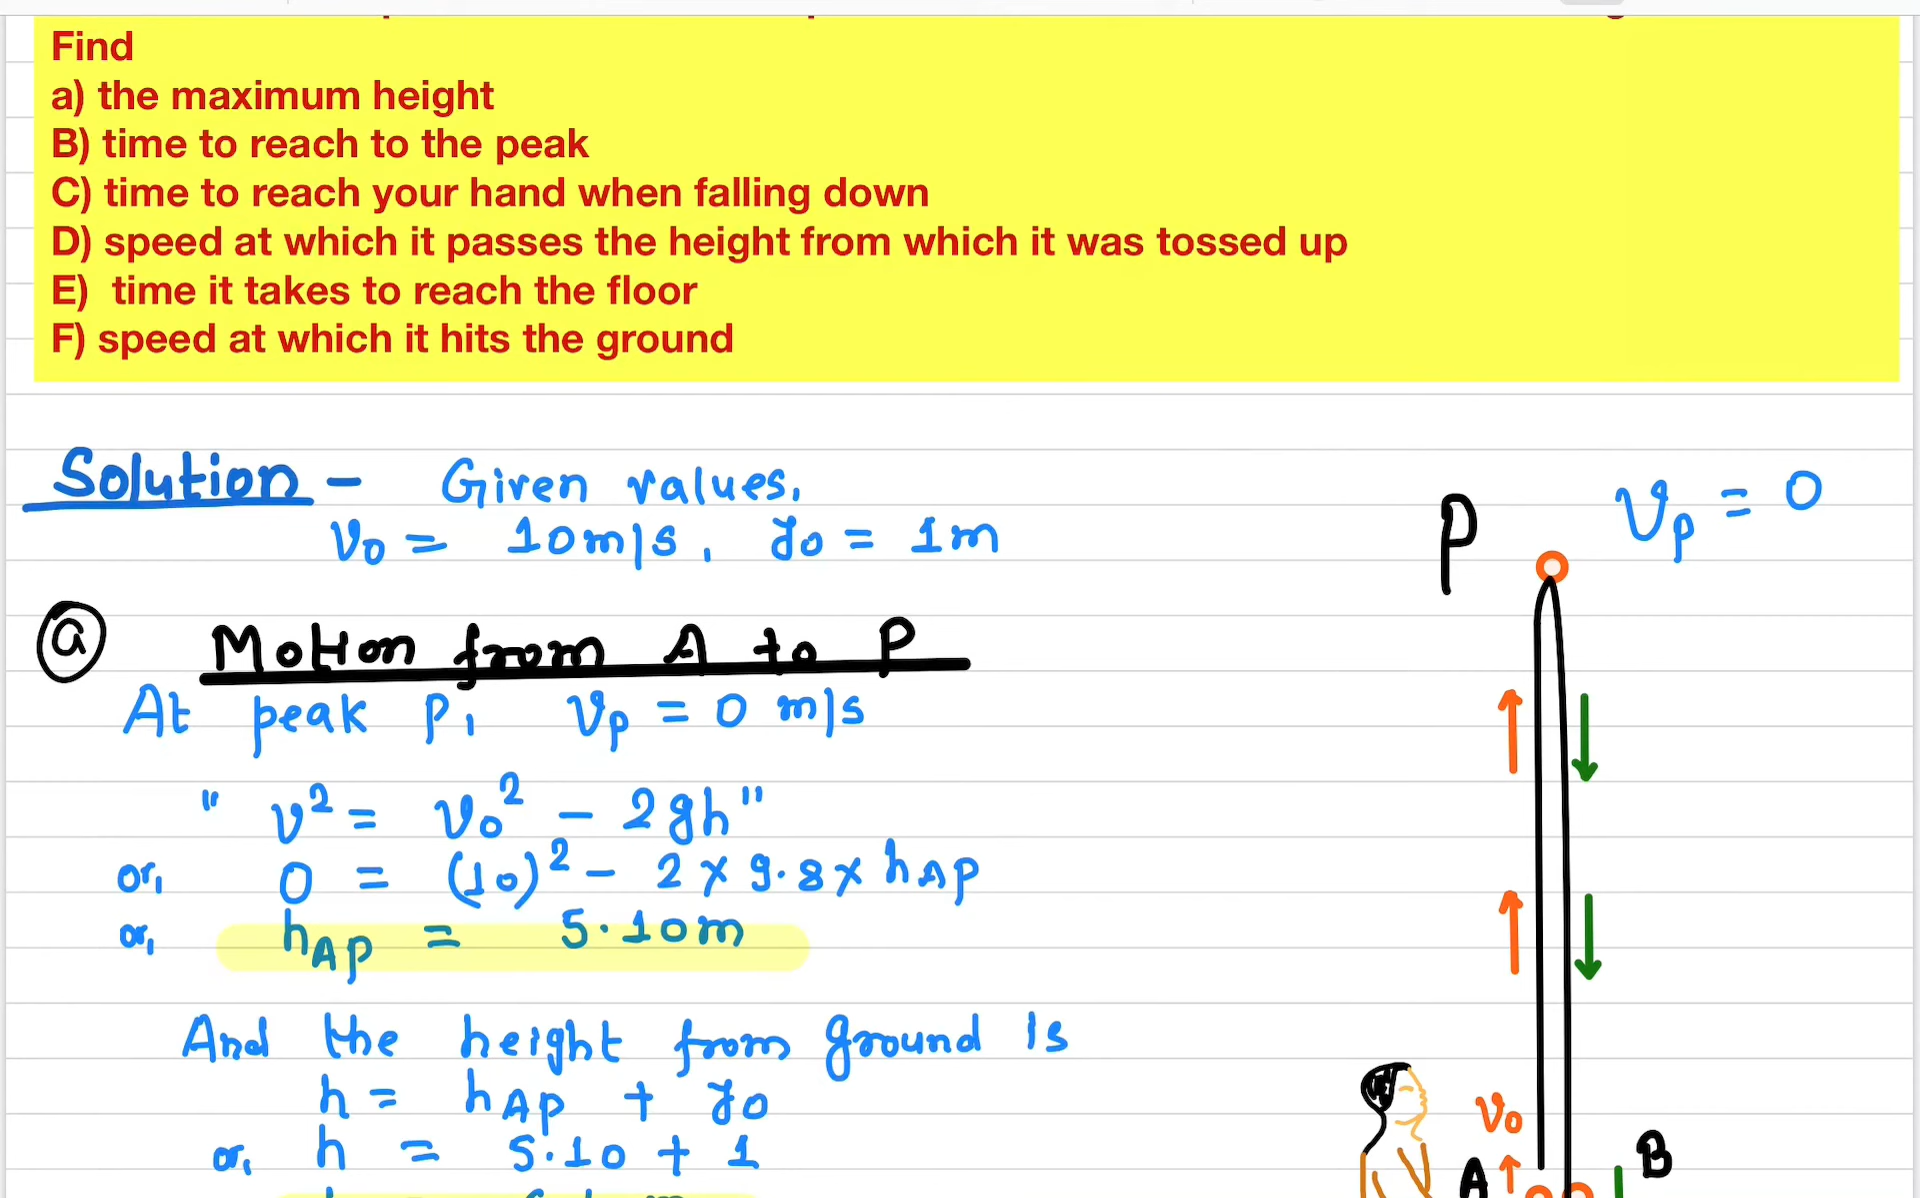 Find
a) the maximum height
B) time to reach to the peak
C) time to reach your hand when falling down
D) speed at which it passes the height from which it was tossed up
E) time it takes to reach the floor
F) speed at which it hits the ground
Solution - Given values,
v₀ = 10m/s, y₀ = 1m
P vₚ = 0
ⓐ Motion from A to P
At peak P, vₚ = 0 m/s
" v² = v₀² - 2gh"
or, 0 = (10)² - 2 × 9.8 × hAP
or, hAP = 5.10m
And the height from ground is
h = hAP + y₀
or, h = 5.10 + 1
v₀
A B